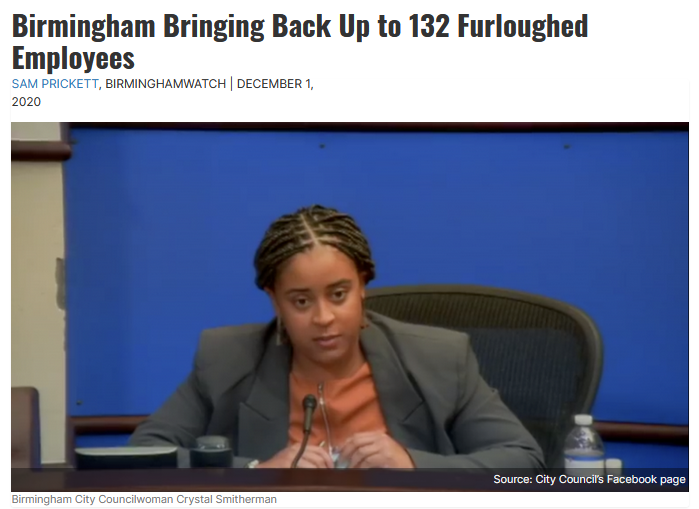 Birmingham Bringing Back Up to 132 Furloughed
Employees
SAM PRICKETT, BIRMINGHAMWATCH | DECEMBER 1,
2020
Source: City Council's Facebook page
Birmingham City Councilwoman Crystal Smitherman